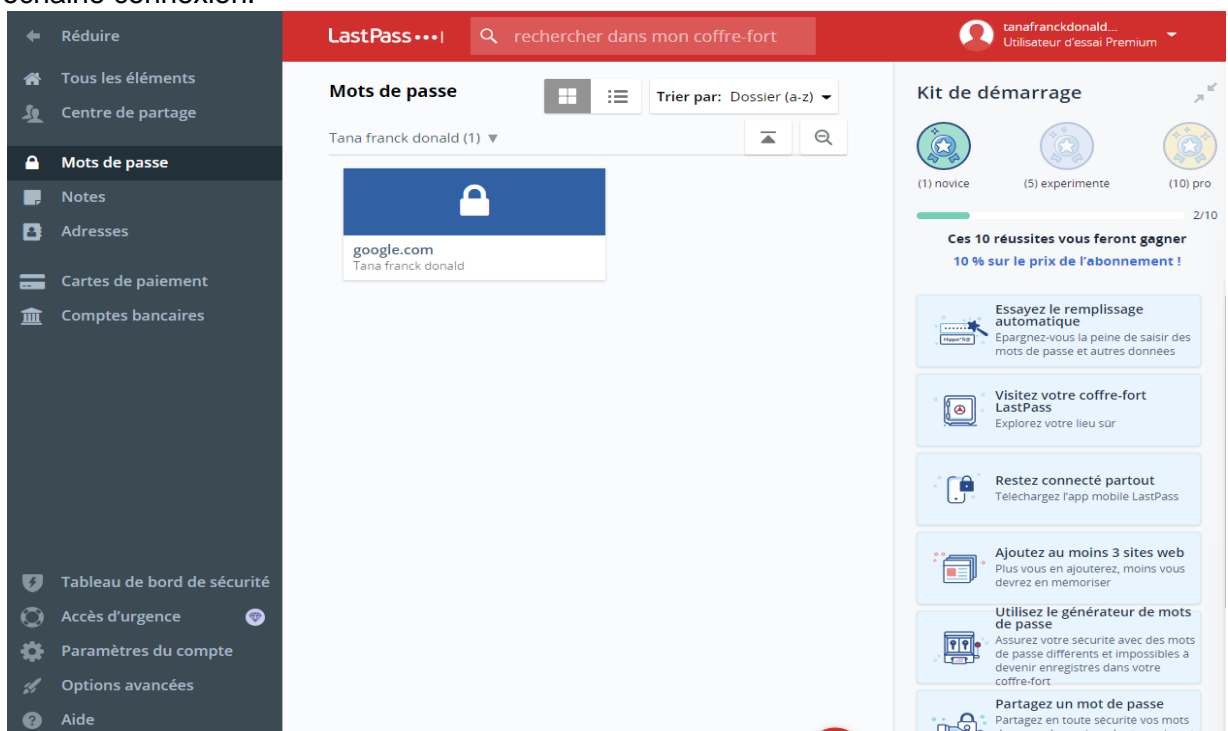 échaîne connexion.
Réduire
Tous les éléments
Centre de partage
Mots de passe
Notes
Adresses
Cartes de paiement
Comptes bancaires
Tableau de bord de sécurité
Accès d'urgence
Paramètres du compte
Options avancées
Aide
LastPass
rechercher dans mon coffre-fort
tanafranckdonald...
Utilisateur d'essai Premium
Mots de passe
Trier par: Dossier (a-z)
Tana franck donald (1)
google.com
Tana franck donald
Kit de démarrage
(1) novice (5) expérimenté (10) pro
2/10
Ces 10 réussites vous feront gagner
10 % sur le prix de l'abonnement !
Essayez le remplissage
automatique
Épargnez-vous la peine de saisir des
mots de passe et autres données
Visitez votre coffre-fort
LastPass
Explorez votre lieu sûr
Restez connecté partout
Téléchargez l'app mobile LastPass
Ajoutez au moins 3 sites web
Plus vous en ajouterez, moins vous
devrez en mémoriser
Utilisez le générateur de mots
de passe
Assurez votre sécurité avec des mots
de passe différents et impossibles à
devenir enregistrés dans votre
coffre-fort
Partagez un mot de passe
Partagez en toute sécurité vos mots